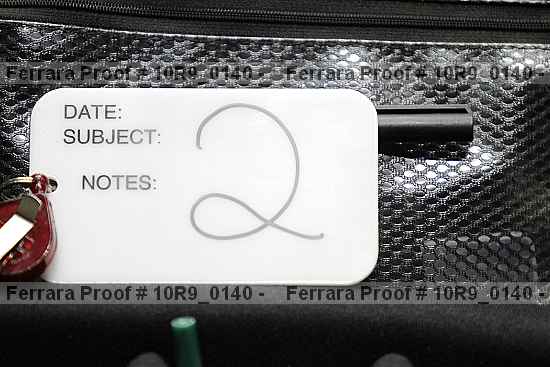 Ferrara Proof # 10R9_0140 - Ferrara Proof # 10R9_0140
DATE:
SUBJECT:
2
NOTES:
Ferrara Proof # 10R9_0140 - Ferrara Proof # 10R9_0140 -